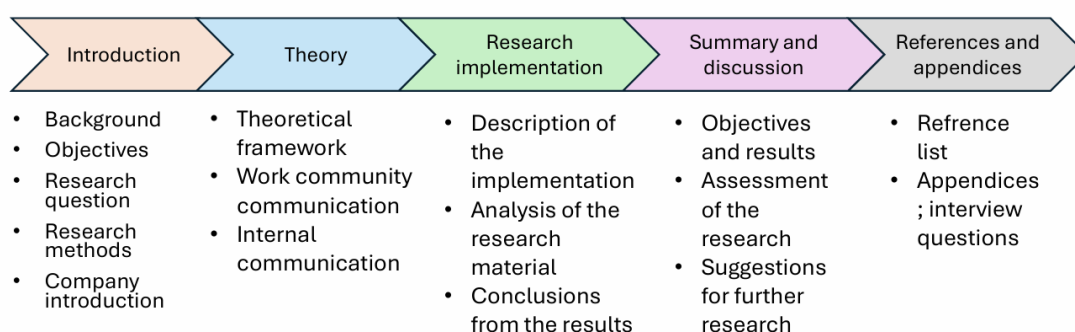 Introduction
Theory
Research
implementation
Summary and
discussion
References and
appendices
• Background
• Objectives
• Research
question
• Research
methods
• Company
introduction
• Theoretical
framework
• Work community
communication
• Internal
communication
• Description of
the
implementation
• Analysis of the
research
material
• Conclusions
from the results
• Objectives
and results
• Assessment
of the
research
• Suggestions
for further
research
• Refrence
list
• Appendices
; interview
questions